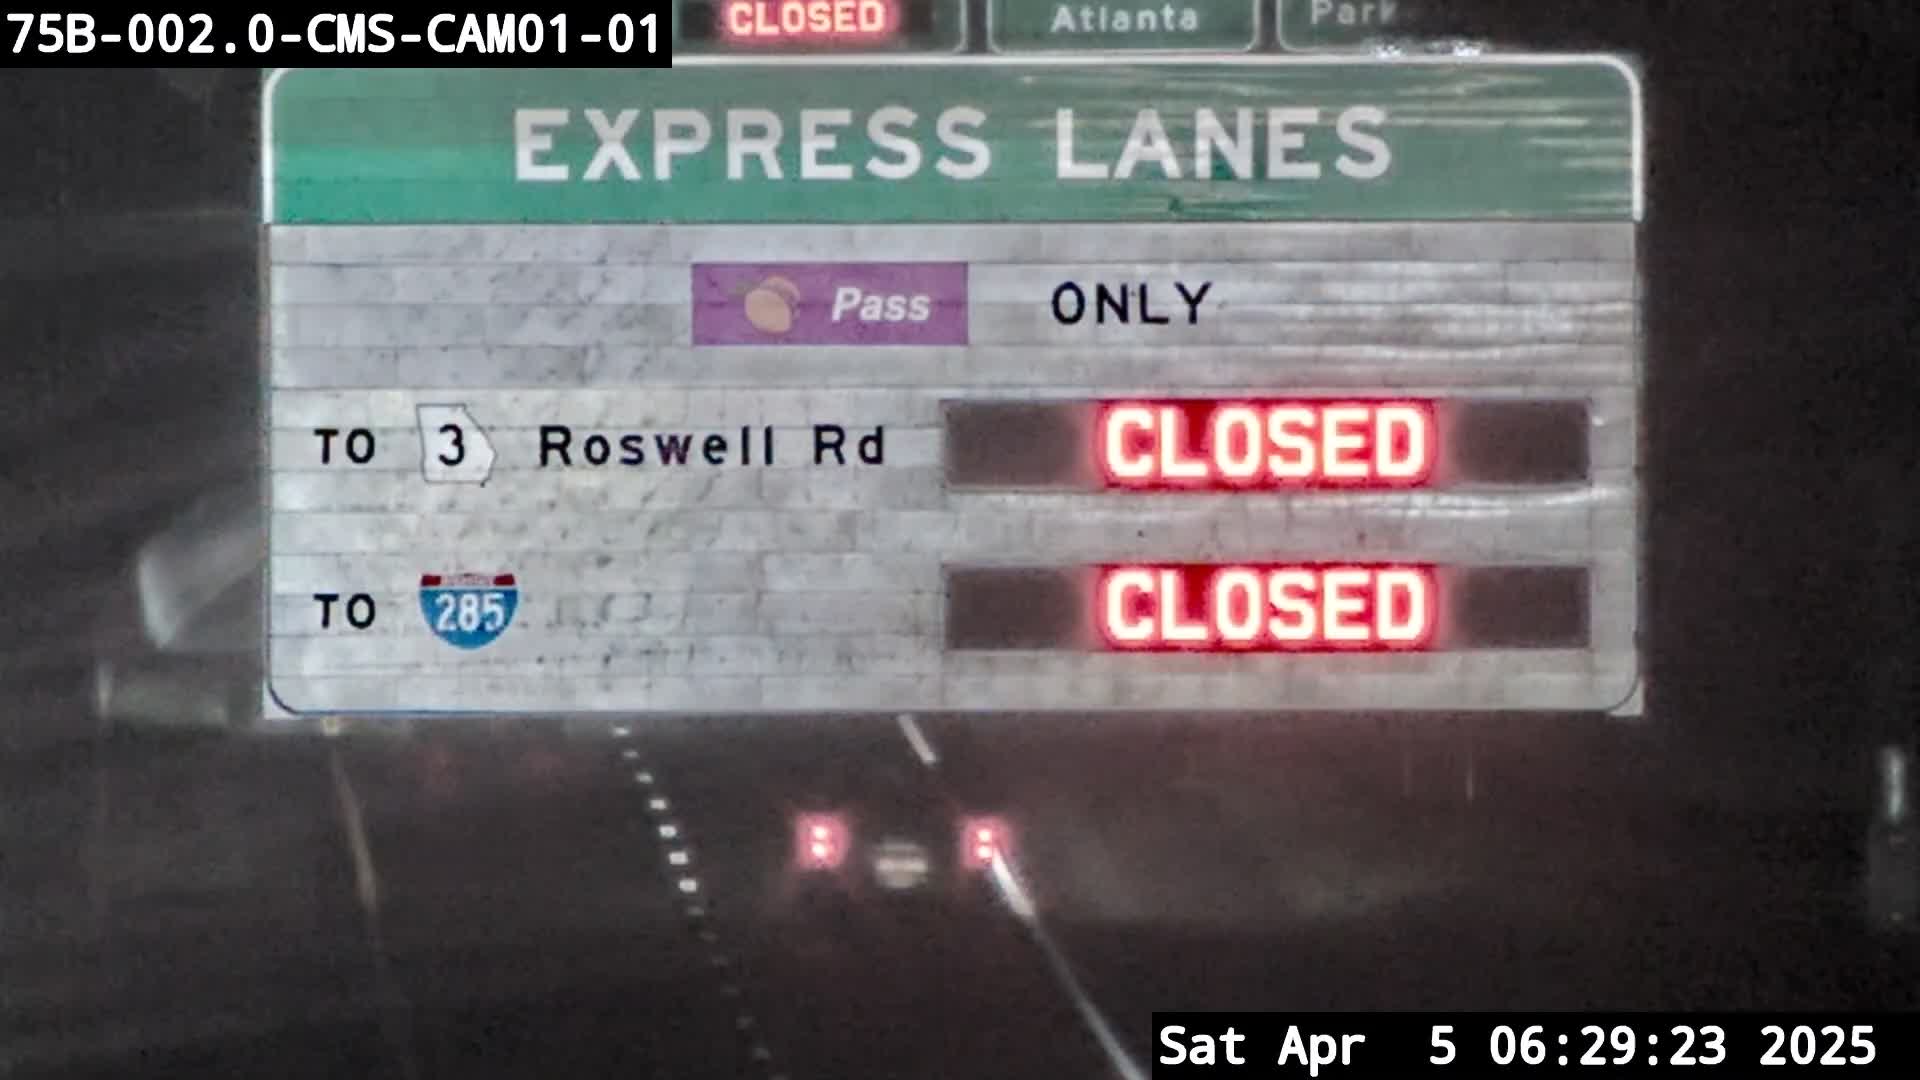 75B-002.0-CMS-CAM01-01
CLOSED
Atlanta
Park
EXPRESS LANES
Pass ONLY
TO 3 Roswell Rd CLOSED
TO 285 CLOSED
Sat Apr 5 06:29:23 2025